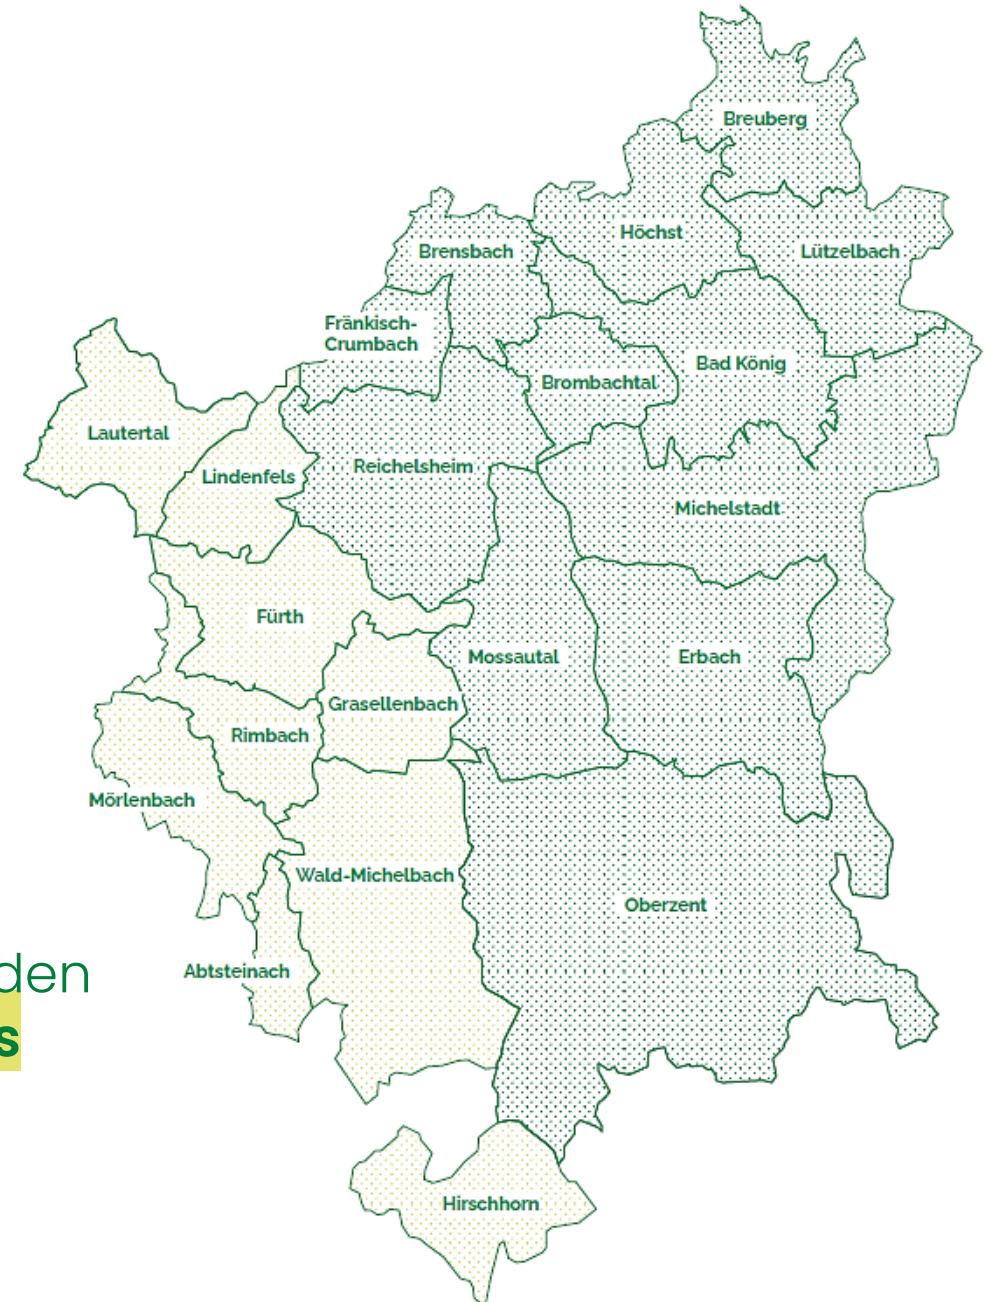 Breuberg
Höchst
Brensbach
Lützelbach
Fränkisch-
Crumbach
Bad König
Brombachtal
Lautertal
Reichelsheim
Lindenfels
Michelstadt
Fürth
Mossautal
Erbach
Grasellenbach
Rimbach
Mörlenbach
Wald-Michelbach
Oberzent
Abtsteinach
den
s
Hirschhorn